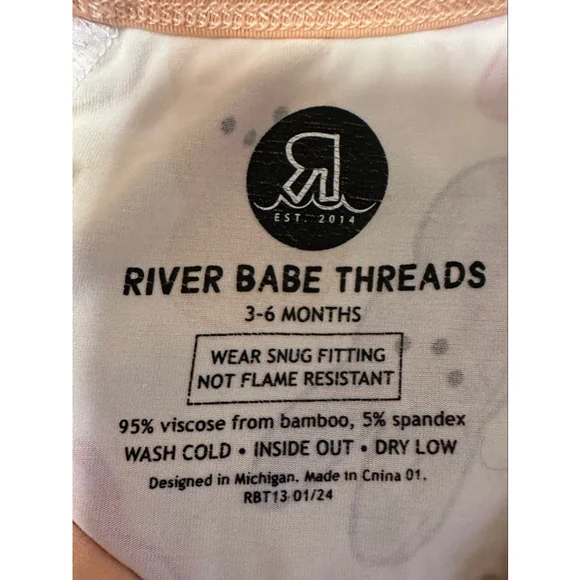 R
EST. 2014
RIVER BABE THREADS
3-6 MONTHS
WEAR SNUG FITTING
NOT FLAME RESISTANT
95% viscose from bamboo, 5% spandex
WASH COLD • INSIDE OUT • DRY LOW
Designed in Michigan. Made in China 01.
RBT13 01/24